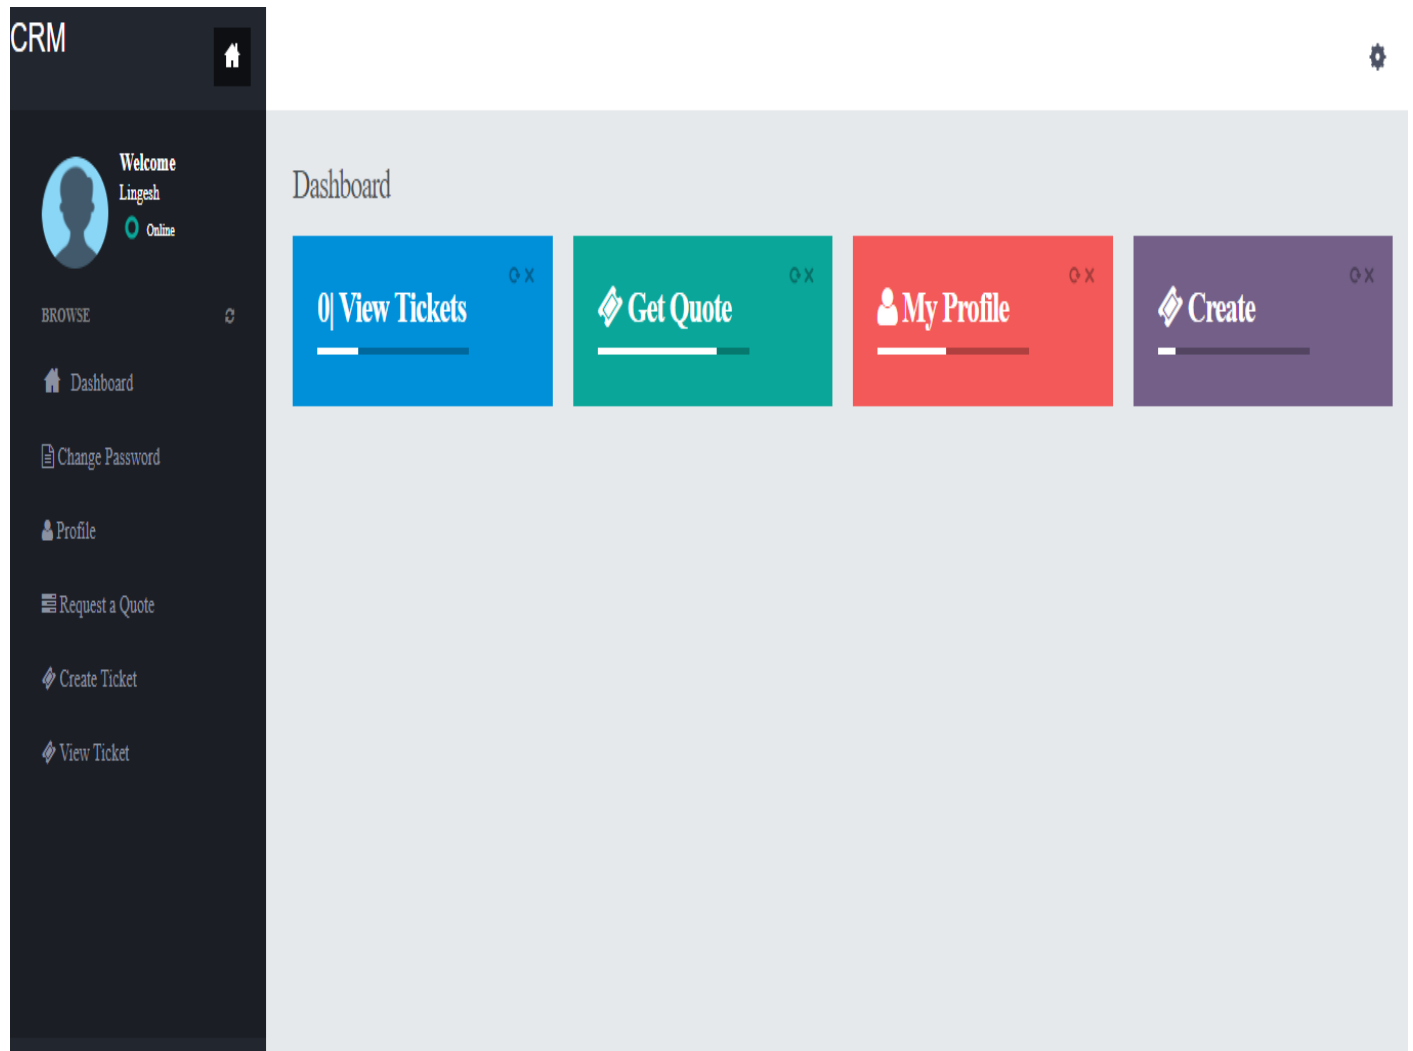 CRM
Welcome
Lingesh
Online
BROWSE
Dashboard
Change Password
Profile
Request a Quote
Create Ticket
View Ticket
Dashboard
0| View Tickets
Get Quote
My Profile
Create